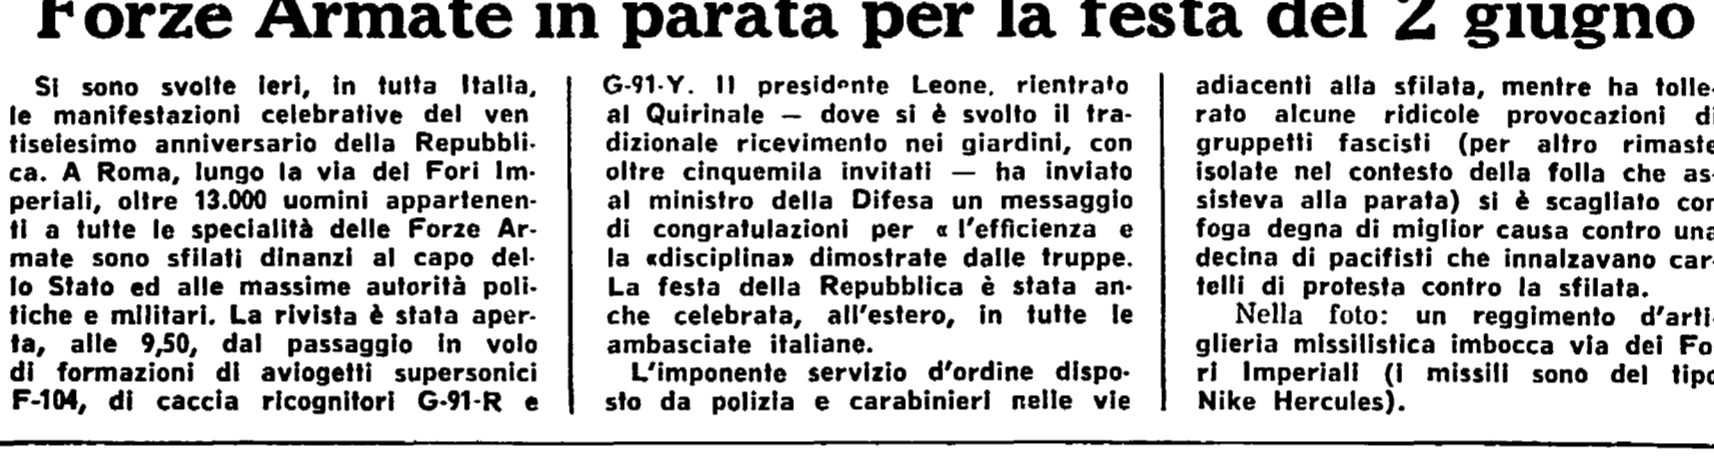 Forze Armate in parata per la festa del 2 giugno
Si sono svolte ieri, in tutta Italia,
le manifestazioni celebrative del ven
tiseiesimo anniversario della Repubbli-
ca. A Roma, lungo la via dei Fori Im-
periali, oltre 13.000 uomini appartenen-
ti a tutte le specialità delle Forze Ar-
mate sono sfilati dinanzi al capo del-
lo Stato ed alle massime autorità poli-
tiche e militari. La rivista è stata aper-
ta, alle 9,50, dal passaggio in volo
di formazioni di aviogetti supersonici
F-104, di caccia ricognitori G-91-R e
G-91-Y. Il presidente Leone, rientrato
al Quirinale — dove si è svolto il tra-
dizionale ricevimento nei giardini, con
oltre cinquemila invitati — ha inviato
al ministro della Difesa un messaggio
di congratulazioni per « l'efficienza e
la «disciplina» dimostrate dalle truppe.
La festa della Repubblica è stata an-
che celebrata, all'estero, in tutte le
ambasciate italiane.
L'imponente servizio d'ordine dispo-
sto da polizia e carabinieri nelle vie
adiacenti alla sfilata, mentre ha tolle-
rato alcune ridicole provocazioni di
gruppetti fascisti (per altro rimaste
isolate nel contesto della folla che as-
sisteva alla parata) si è scagliato con
foga degna di miglior causa contro una
decina di pacifisti che innalzavano car-
telli di protesta contro la sfilata.
Nella foto: un reggimento d'arti-
glieria missilistica imbocca via dei Fo
ri Imperiali (i missili sono del tipo
Nike Hercules).